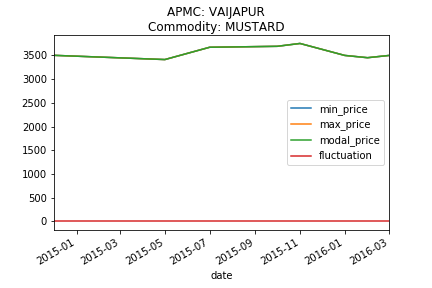 APMC: VAIJAPUR
Commodity: MUSTARD
3500
3000
2500
2000
1500
1000
500
0
min_price
max_price
modal_price
fluctuation
2015-01
2015-03
2015-05
2015-07
2015-09
2015-11
2016-01
2016-03
date